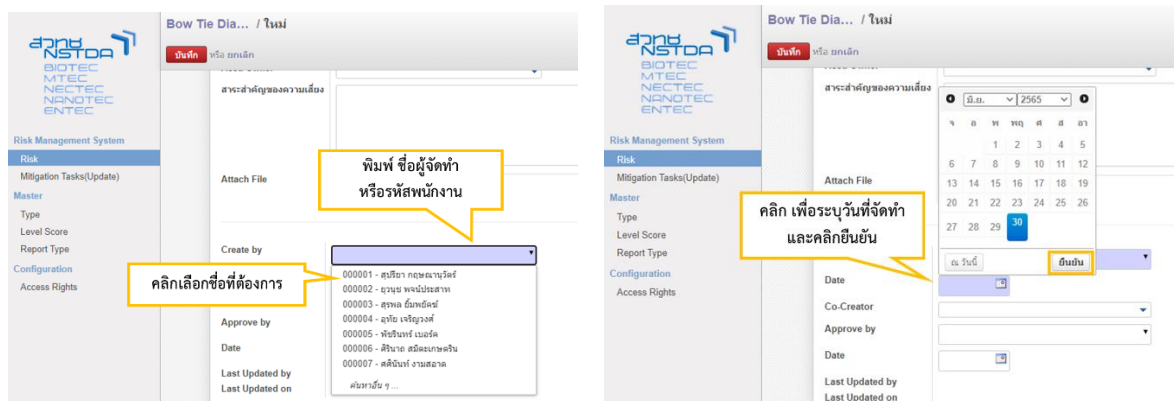 Bow Tie Dia... / ใหม่
สวทช
NSTDA
BIOTEC
MTEC
NECTEC
NANOTEC
ENTEC
บันทึก หรือ ยกเลิก
สาระสำคัญของความเสี่ยง
Risk Management System
Risk
Mitigation Tasks(Update)
Master
Type
Level Score
Report Type
Configuration
Access Rights
Attach File
พิมพ์ ชื่อผู้จัดทำ
หรือรหัสพนักงาน
Create by
คลิกเลือกชื่อที่ต้องการ
000001 - สุปรียา กฤษณานุวัตร์
000002 - ยุวนุช พจน์ประสาท
000003 - สุรพล ยิ้มพยัคฆ์
000004 - อุทัย เจริญวงศ์
000005 - พัชรินทร์ เบอร์ค
000006 - ศิรินาถ สมิตะเกษตริน
000007 - ศศินันท์ งามสอาด
ค้นหาอื่น ๆ ...
Approve by
Date
Last Updated by
Last Updated on
Bow Tie Dia... / ใหม่
สวทช
NSTDA
BIOTEC
MTEC
NECTEC
NANOTEC
ENTEC
บันทึก หรือ ยกเลิก
สาระสำคัญของความเสี่ยง
มิ.ย. 2565
จ อ พ พฤ ศ ส อา
1 2 3 4 5
6 7 8 9 10 11 12
13 14 15 16 17 18 19
20 21 22 23 24 25 26
27 28 29 30
ณ วันนี้ ยืนยัน
Risk Management System
Risk
Mitigation Tasks(Update)
Master
Type
Level Score
Report Type
Configuration
Access Rights
Attach File
คลิก เพื่อระบุวันที่จัดทำ
และคลิกยืนยัน
Date
Co-Creator
Approve by
Date
Last Updated by
Last Updated on